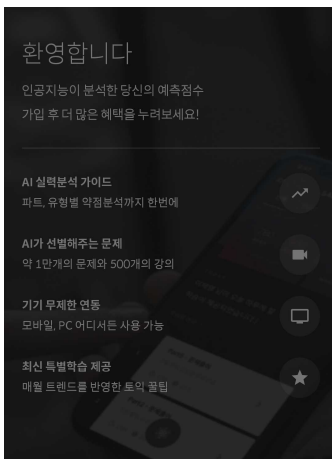 환영합니다
인공지능이 분석한 당신의 예측점수
가입 후 더 많은 혜택을 누려보세요!
AI 실력분석 가이드
파트, 유형별 약점분석까지 한번에
AI가 선별해주는 문제
약 1만개의 문제와 500개의 강의
기기 무제한 연동
모바일, PC 어디서든 사용 가능
최신 특별학습 제공
매월 트렌드를 반영한 토익 꿀팁